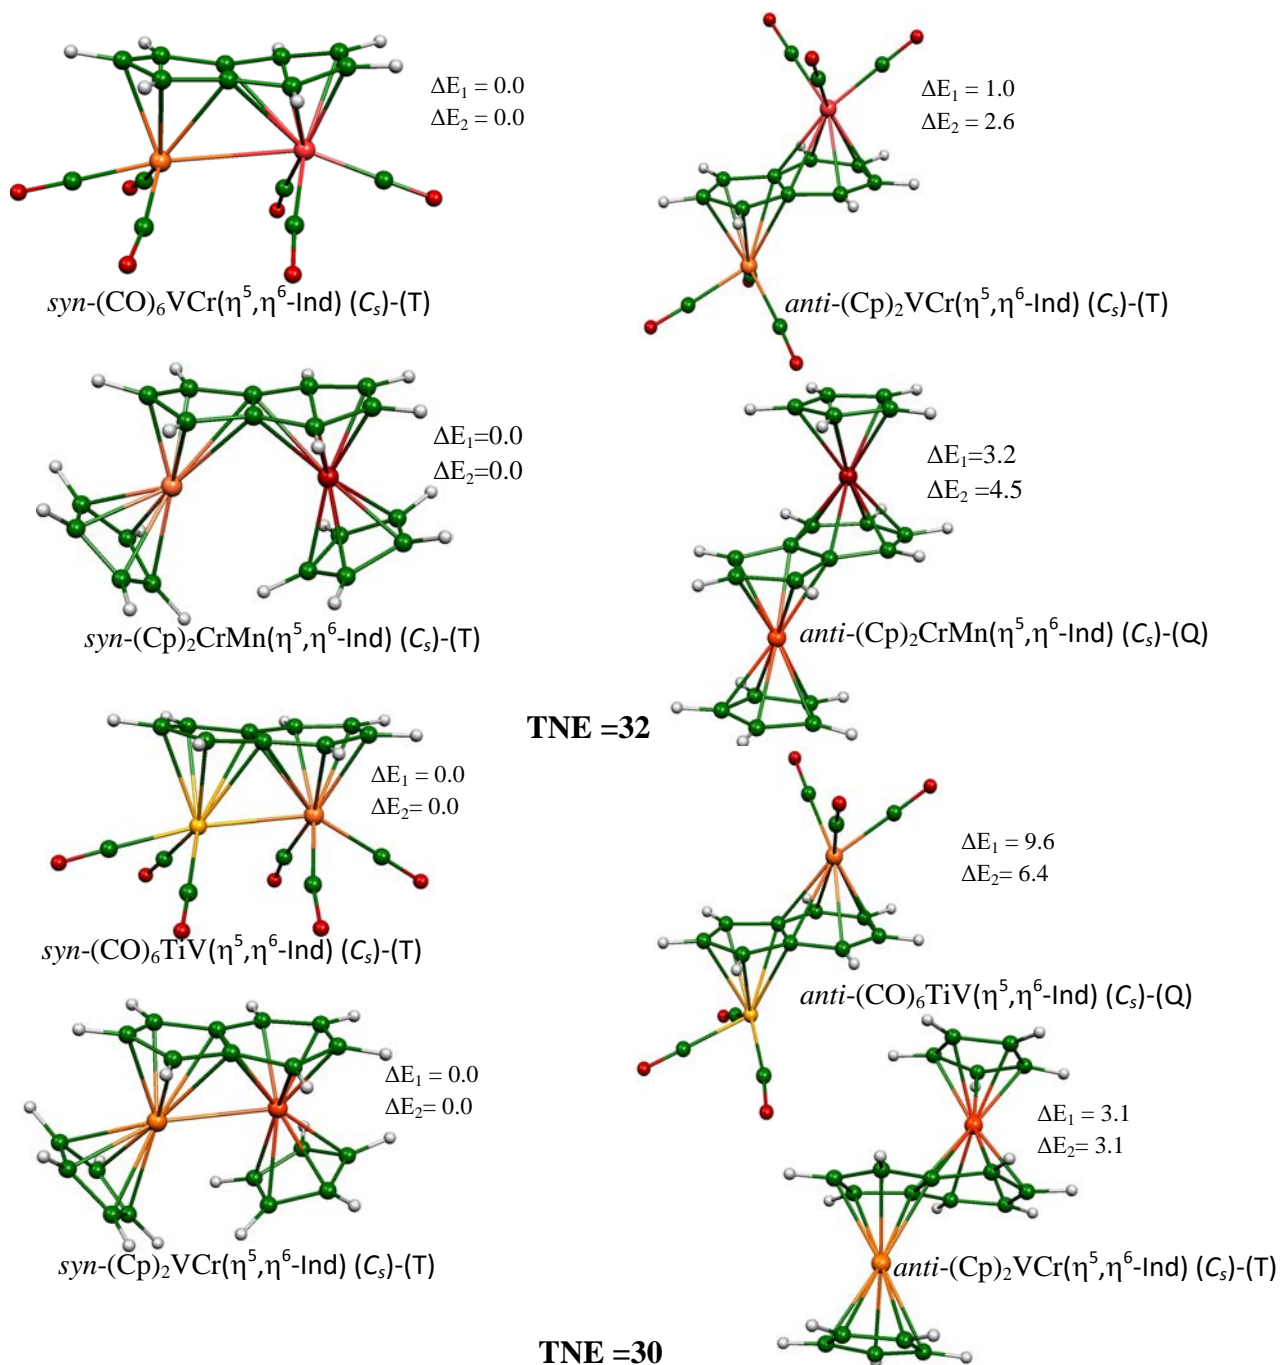 ΔE₁ = 0.0
ΔE₂ = 0.0
ΔE₁ = 1.0
ΔE₂ = 2.6
syn-(CO)₆VCr(η⁵,η⁶-Ind) (Cₛ)-(T)
anti-(Cp)₂VCr(η⁵,η⁶-Ind) (Cₛ)-(T)
ΔE₁=0.0
ΔE₂=0.0
ΔE₁=3.2
ΔE₂ =4.5
syn-(Cp)₂CrMn(η⁵,η⁶-Ind) (Cₛ)-(T)
anti-(Cp)₂CrMn(η⁵,η⁶-Ind) (Cₛ)-(Q)
TNE =32
ΔE₁ = 0.0
ΔE₂= 0.0
ΔE₁ = 9.6
ΔE₂= 6.4
syn-(CO)₆TiV(η⁵,η⁶-Ind) (Cₛ)-(T)
anti-(CO)₆TiV(η⁵,η⁶-Ind) (Cₛ)-(Q)
ΔE₁ = 0.0
ΔE₂= 0.0
ΔE₁ = 3.1
ΔE₂= 3.1
syn-(Cp)₂VCr(η⁵,η⁶-Ind) (Cₛ)-(T)
anti-(Cp)₂VCr(η⁵,η⁶-Ind) (Cₛ)-(T)
TNE =30